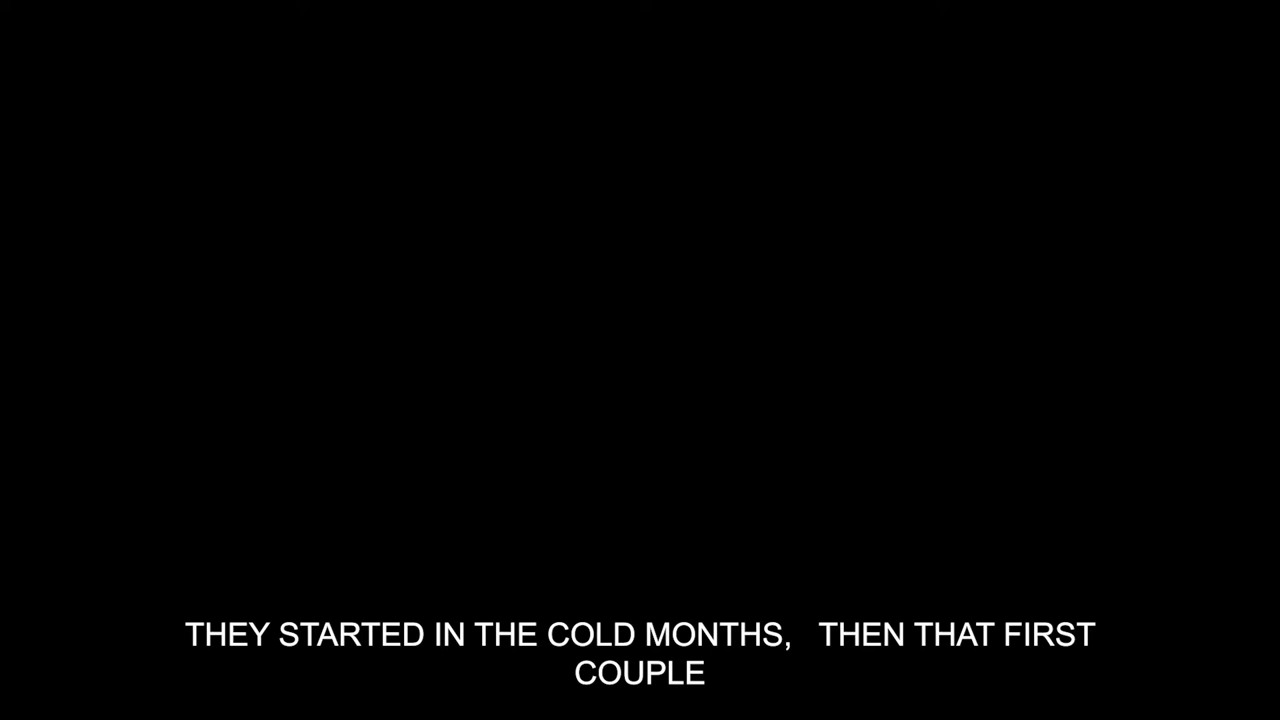 THEY STARTED IN THE COLD MONTHS,   THEN THAT FIRST
COUPLE